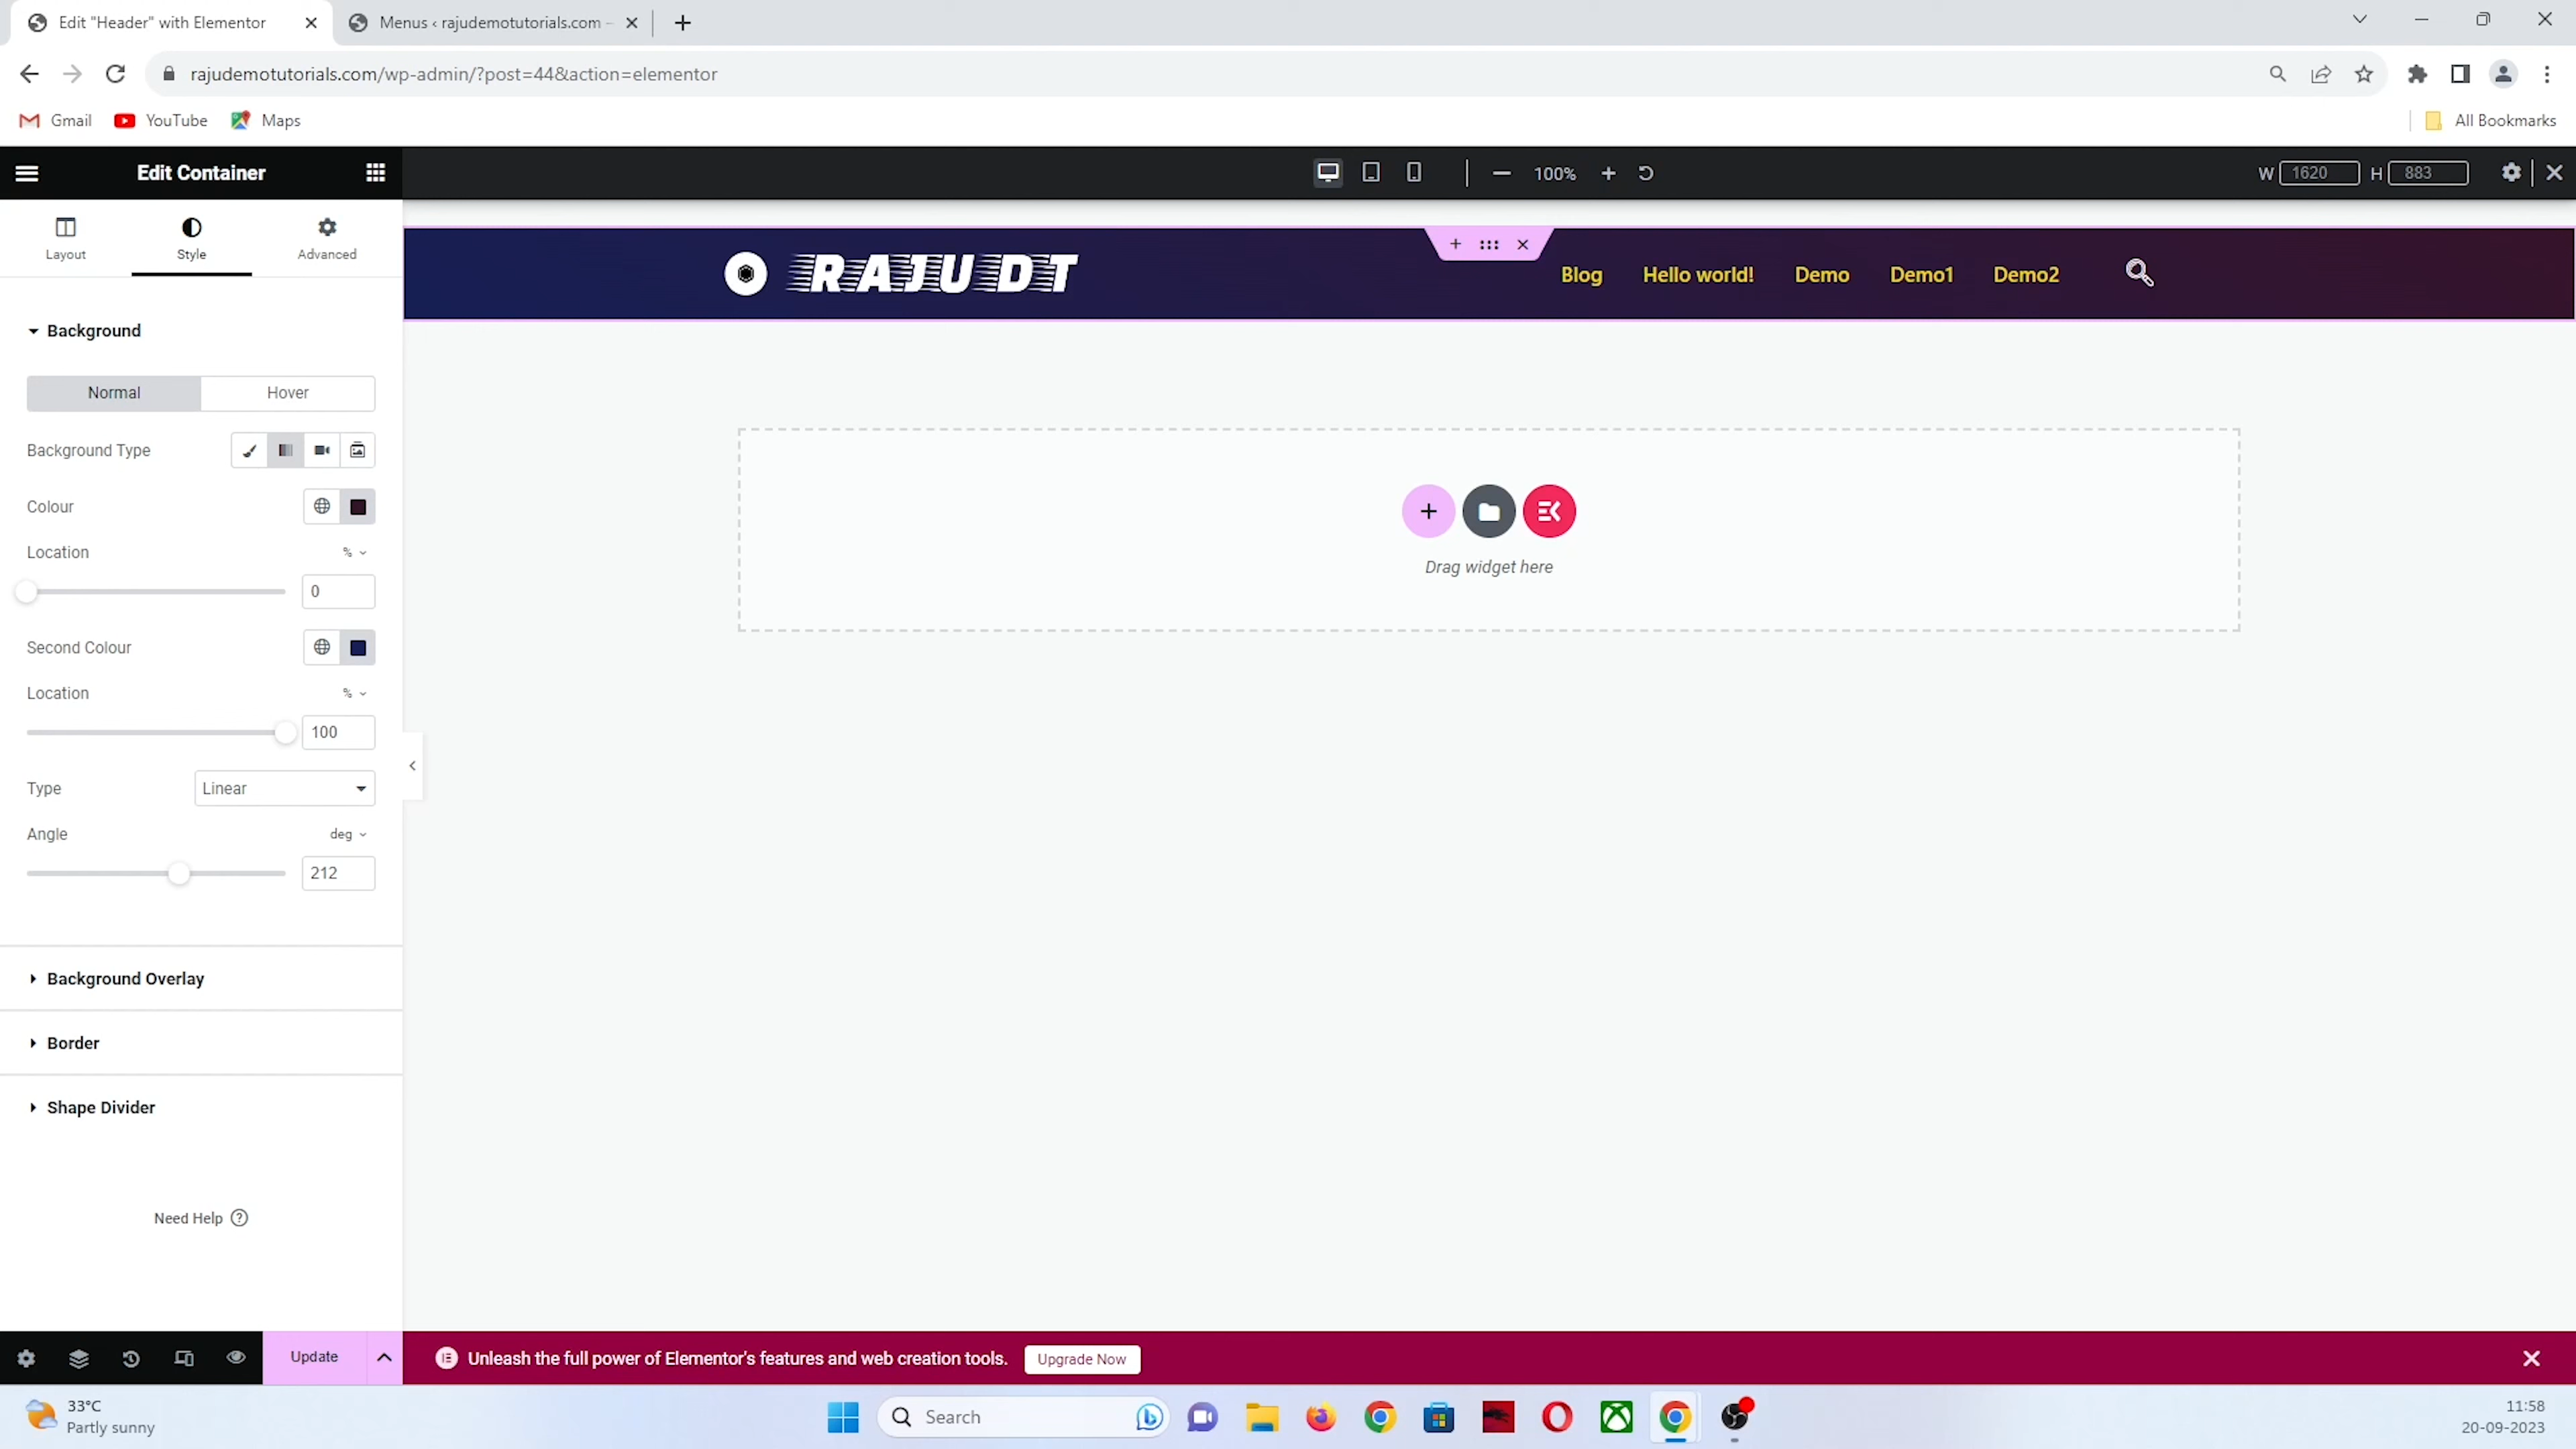 Edit "Header" with Elementor
Menus ‹ rajudemotutorials.com –
rajudemotutorials.com/wp-admin/?post=44&action=elementor
Gmail
YouTube
Maps
All Bookmarks
Edit Container
100%
W 1620 H 883
Layout
Style
Advanced
RAJU DT
Blog
Hello world!
Demo
Demo1
Demo2
Background
Normal
Hover
Background Type
Colour
Location
%
0
Second Colour
Location
%
100
Type
Linear
Angle
deg
212
Drag widget here
Background Overlay
Border
Shape Divider
Need Help
Update
Unleash the full power of Elementor's features and web creation tools.
Upgrade Now
33°C
Partly sunny
Search
11:58
20-09-2023